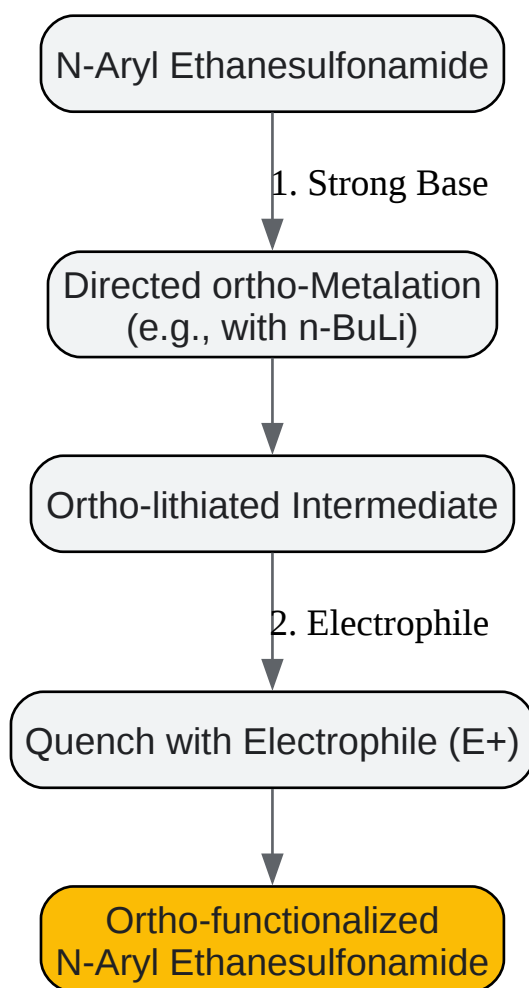 N-Aryl Ethanesulfonamide
1. Strong Base
Directed ortho-Metalation
(e.g., with n-BuLi)
Ortho-lithiated Intermediate
2. Electrophile
Quench with Electrophile (E+)
Ortho-functionalized
N-Aryl Ethanesulfonamide